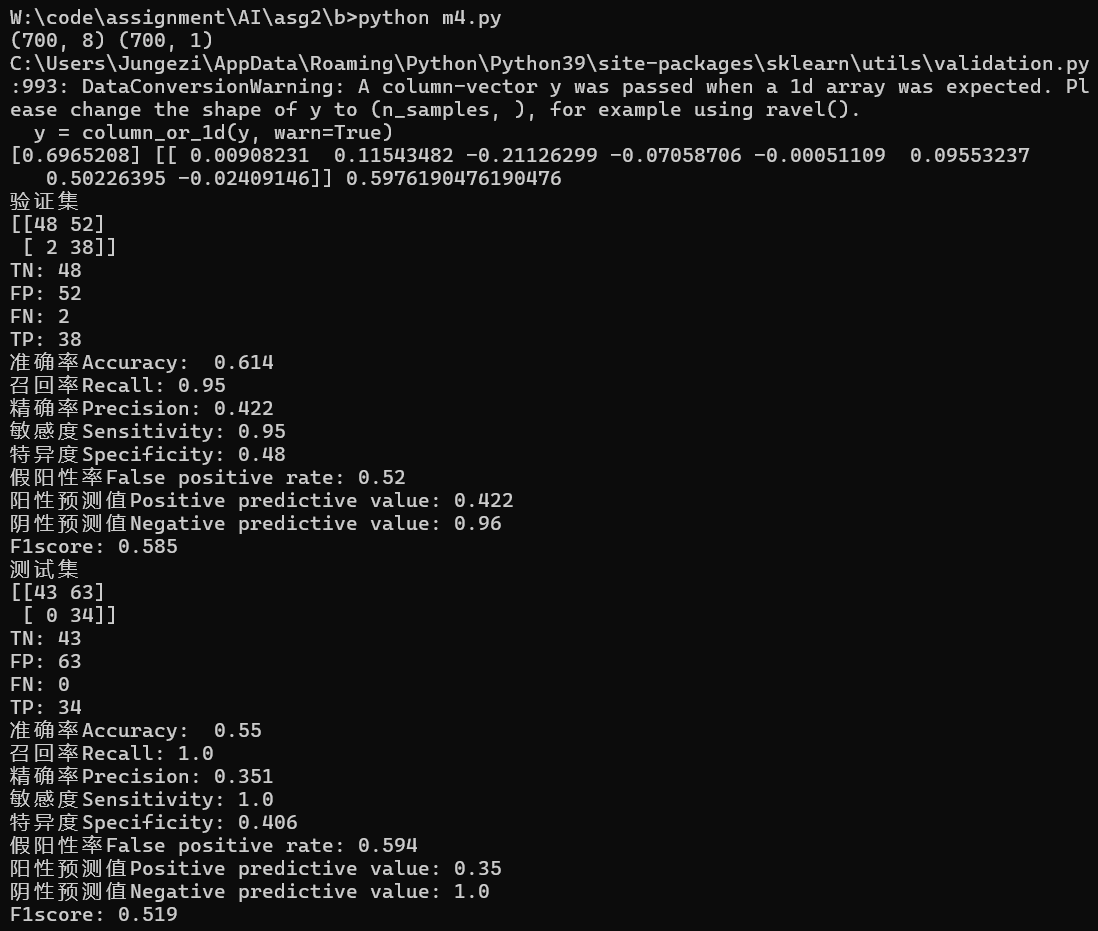 W:\code\assignment\AI\asg2\b>python m4.py
(700, 8) (700, 1)
C:\Users\Jungezi\AppData\Roaming\Python\Python39\site-packages\sklearn\utils\validation.py
:993: DataConversionWarning: A column-vector y was passed when a 1d array was expected. Pl
ease change the shape of y to (n_samples, ), for example using ravel().
  y = column_or_1d(y, warn=True)
[0.6965208] [[ 0.00908231  0.11543482 -0.21126299 -0.07058706 -0.00051109  0.09553237
   0.50226395 -0.02409146]] 0.5976190476190476
验证集
[[48 52]
 [ 2 38]]
TN: 48
FP: 52
FN: 2
TP: 38
准确率Accuracy:  0.614
召回率Recall: 0.95
精确率Precision: 0.422
敏感度Sensitivity: 0.95
特异度Specificity: 0.48
假阳性率False positive rate: 0.52
阳性预测值Positive predictive value: 0.422
阴性预测值Negative predictive value: 0.96
F1score: 0.585
测试集
[[43 63]
 [ 0 34]]
TN: 43
FP: 63
FN: 0
TP: 34
准确率Accuracy:  0.55
召回率Recall: 1.0
精确率Precision: 0.351
敏感度Sensitivity: 1.0
特异度Specificity: 0.406
假阳性率False positive rate: 0.594
阳性预测值Positive predictive value: 0.35
阴性预测值Negative predictive value: 1.0
F1score: 0.519